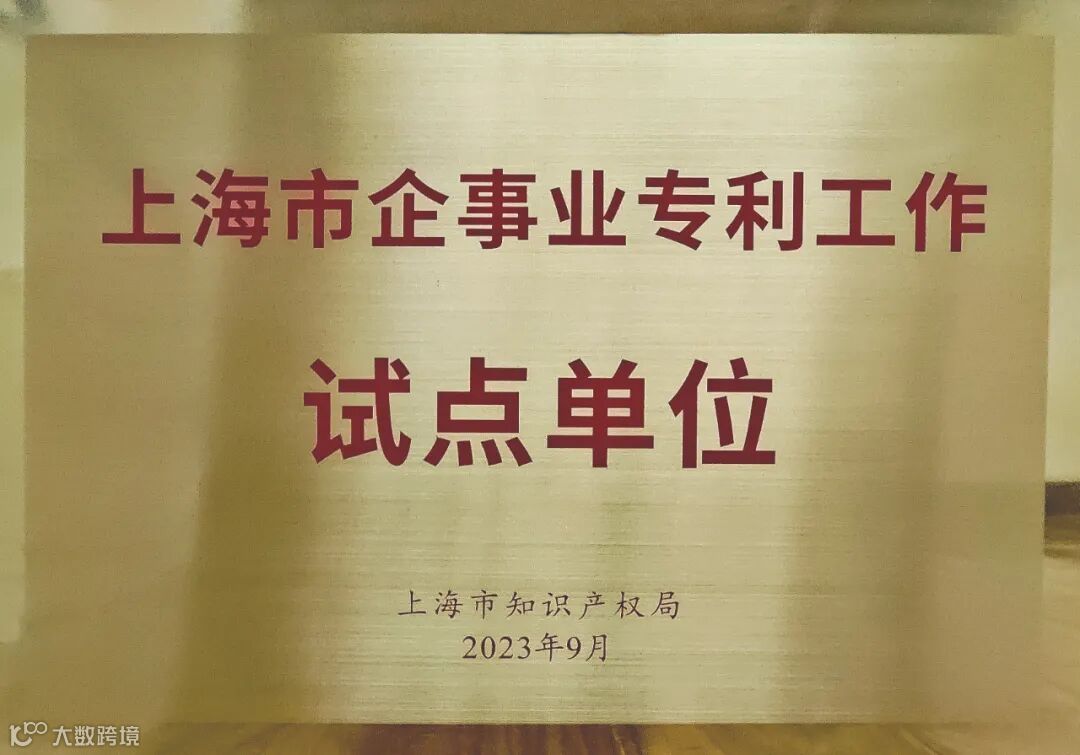 上海市企事业专利工作
试点单位
上海市知识产权局
2023年9月
大数跨境